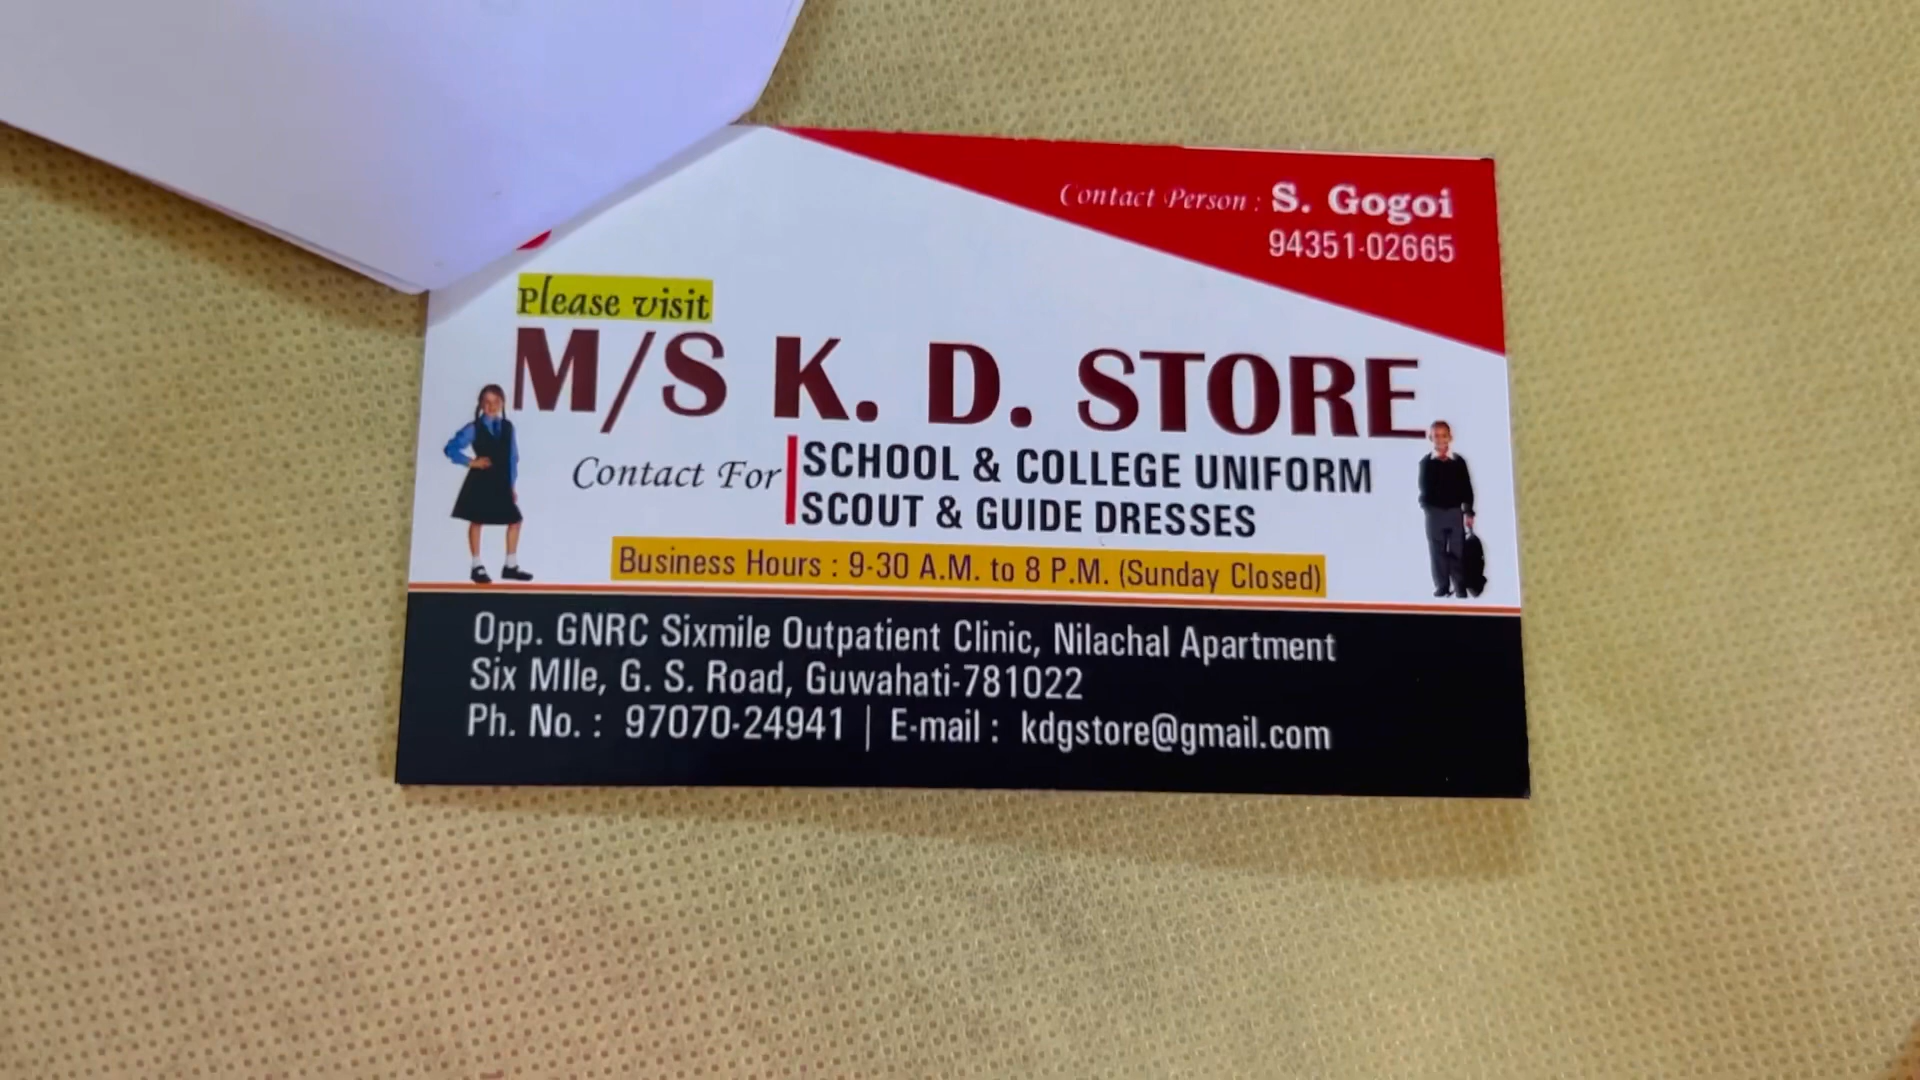 Contact Person : S. Gogoi
94351-02665
Please visit
M/S K. D. STORE
Contact For
SCHOOL & COLLEGE UNIFORM
SCOUT & GUIDE DRESSES
Business Hours : 9-30 A.M. to 8 P.M. (Sunday Closed)
Opp. GNRC Sixmile Outpatient Clinic, Nilachal Apartment
Six MIle, G. S. Road, Guwahati-781022
Ph. No. : 97070-24941 | E-mail : kdgstore@gmail.com